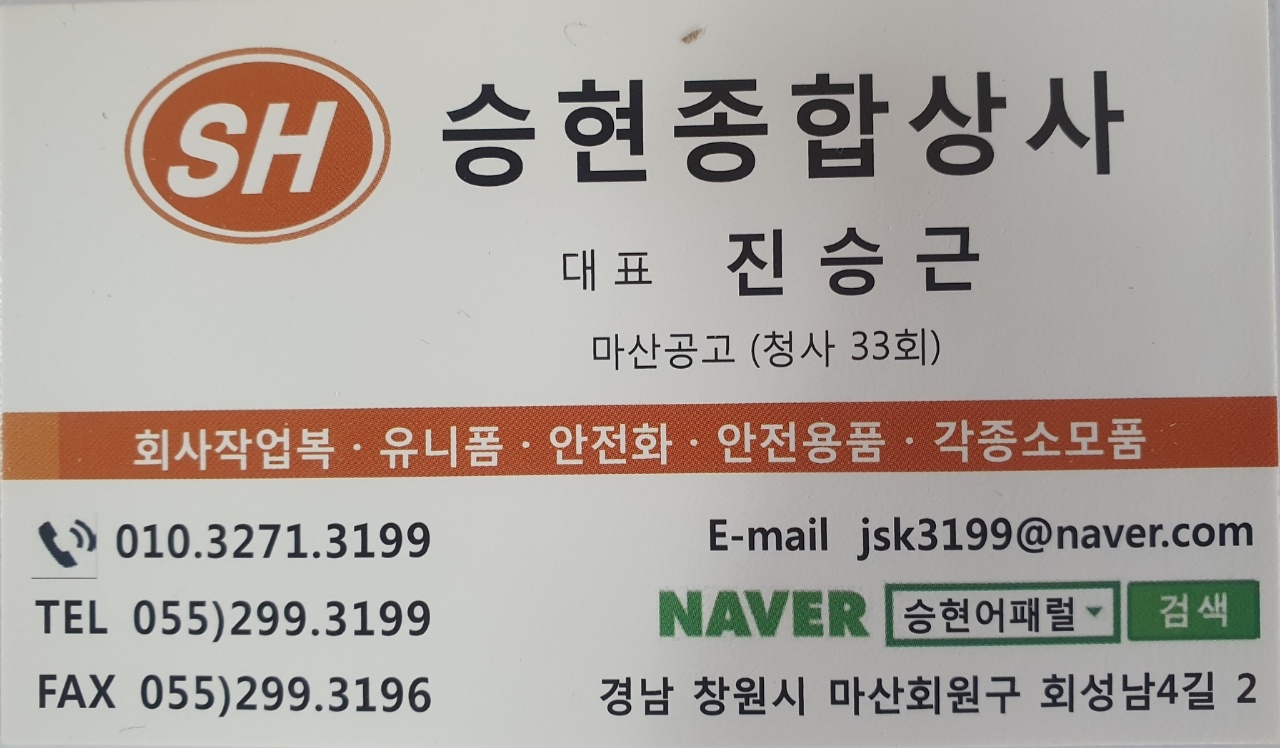 SH
승현종합상사
대표 진승근
마산공고 (청사 33회)
회사작업복 · 유니폼 · 안전화 · 안전용품 · 각종소모품
010.3271.3199
TEL 055)299.3199
FAX 055)299.3196
E-mail jsk3199@naver.com
NAVER 승현어패럴 검색
경남 창원시 마산회원구 회성남4길 2